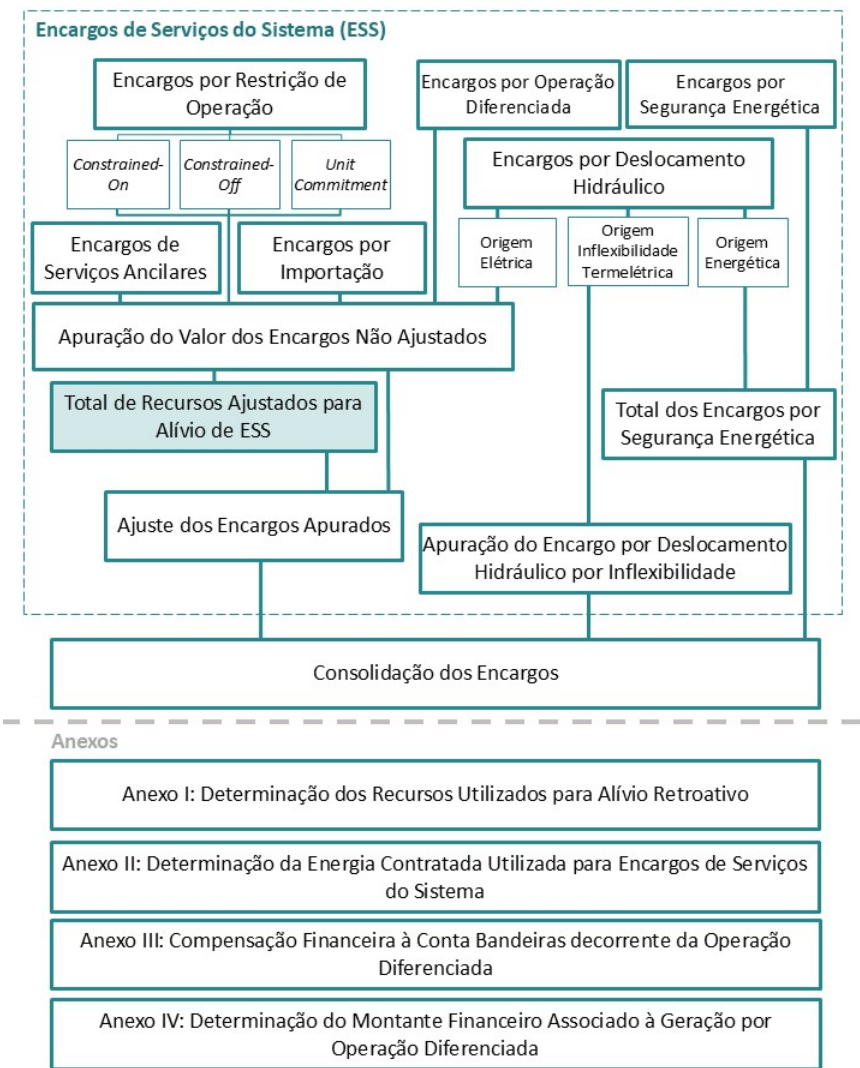 Encargos de Serviços do Sistema (ESS)
Encargos por Restrição de
Operação
Constrained-
On
Constrained-
Off
Unit
Commitment
Encargos por Operação
Diferenciada
Encargos por
Segurança Energética
Encargos por Deslocamento
Hidráulico
Origem
Elétrica
Origem
Inflexibilidade
Termelétrica
Origem
Energética
Encargos de
Serviços Ancilares
Encargos por
Importação
Apuração do Valor dos Encargos Não Ajustados
Total de Recursos Ajustados para
Alívio de ESS
Total dos Encargos por
Segurança Energética
Ajuste dos Encargos Apurados
Apuração do Encargo por Deslocamento
Hidráulico por Inflexibilidade
Consolidação dos Encargos
Anexos
Anexo I: Determinação dos Recursos Utilizados para Alívio Retroativo
Anexo II: Determinação da Energia Contratada Utilizada para Encargos de Serviços
do Sistema
Anexo III: Compensação Financeira à Conta Bandeiras decorrente da Operação
Diferenciada
Anexo IV: Determinação do Montante Financeiro Associado à Geração por
Operação Diferenciada